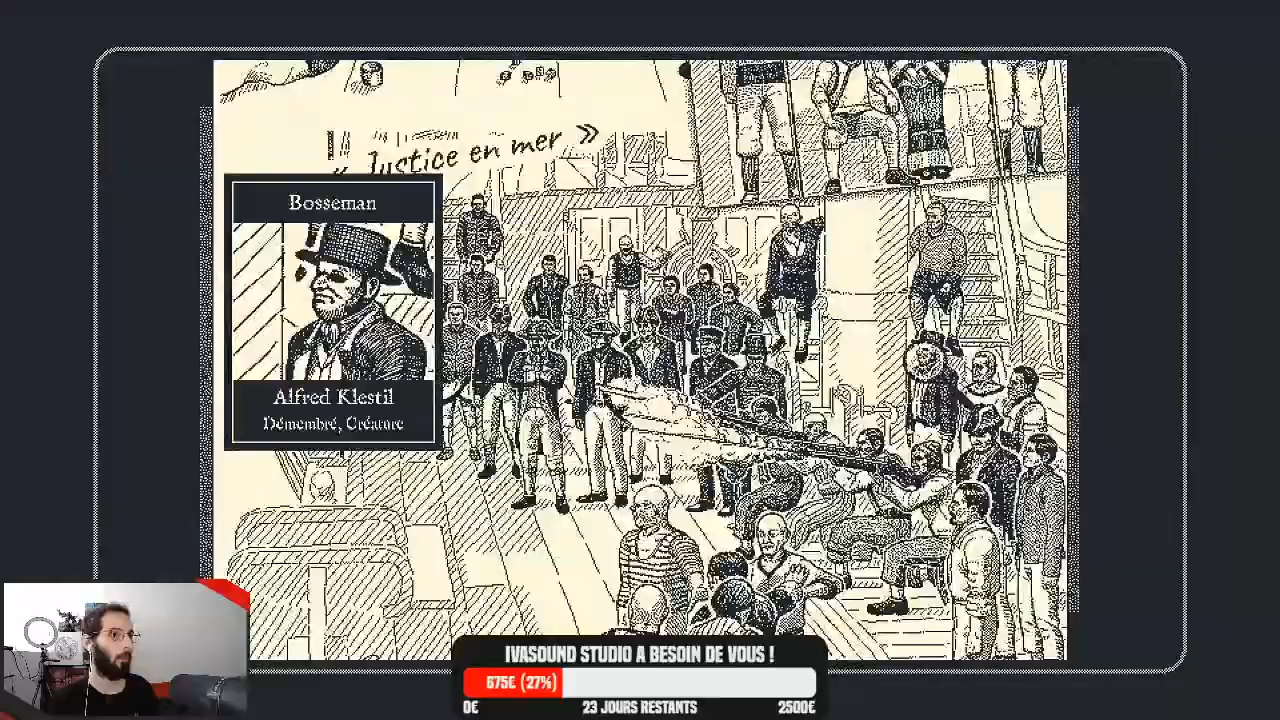 « Justice en mer »
Bosseman
Alfred Klestil
Démembré, Créature
IVASOUND STUDIO A BESOIN DE VOUS !
675€ (27%)
0€ 23 JOURS RESTANTS 2500€